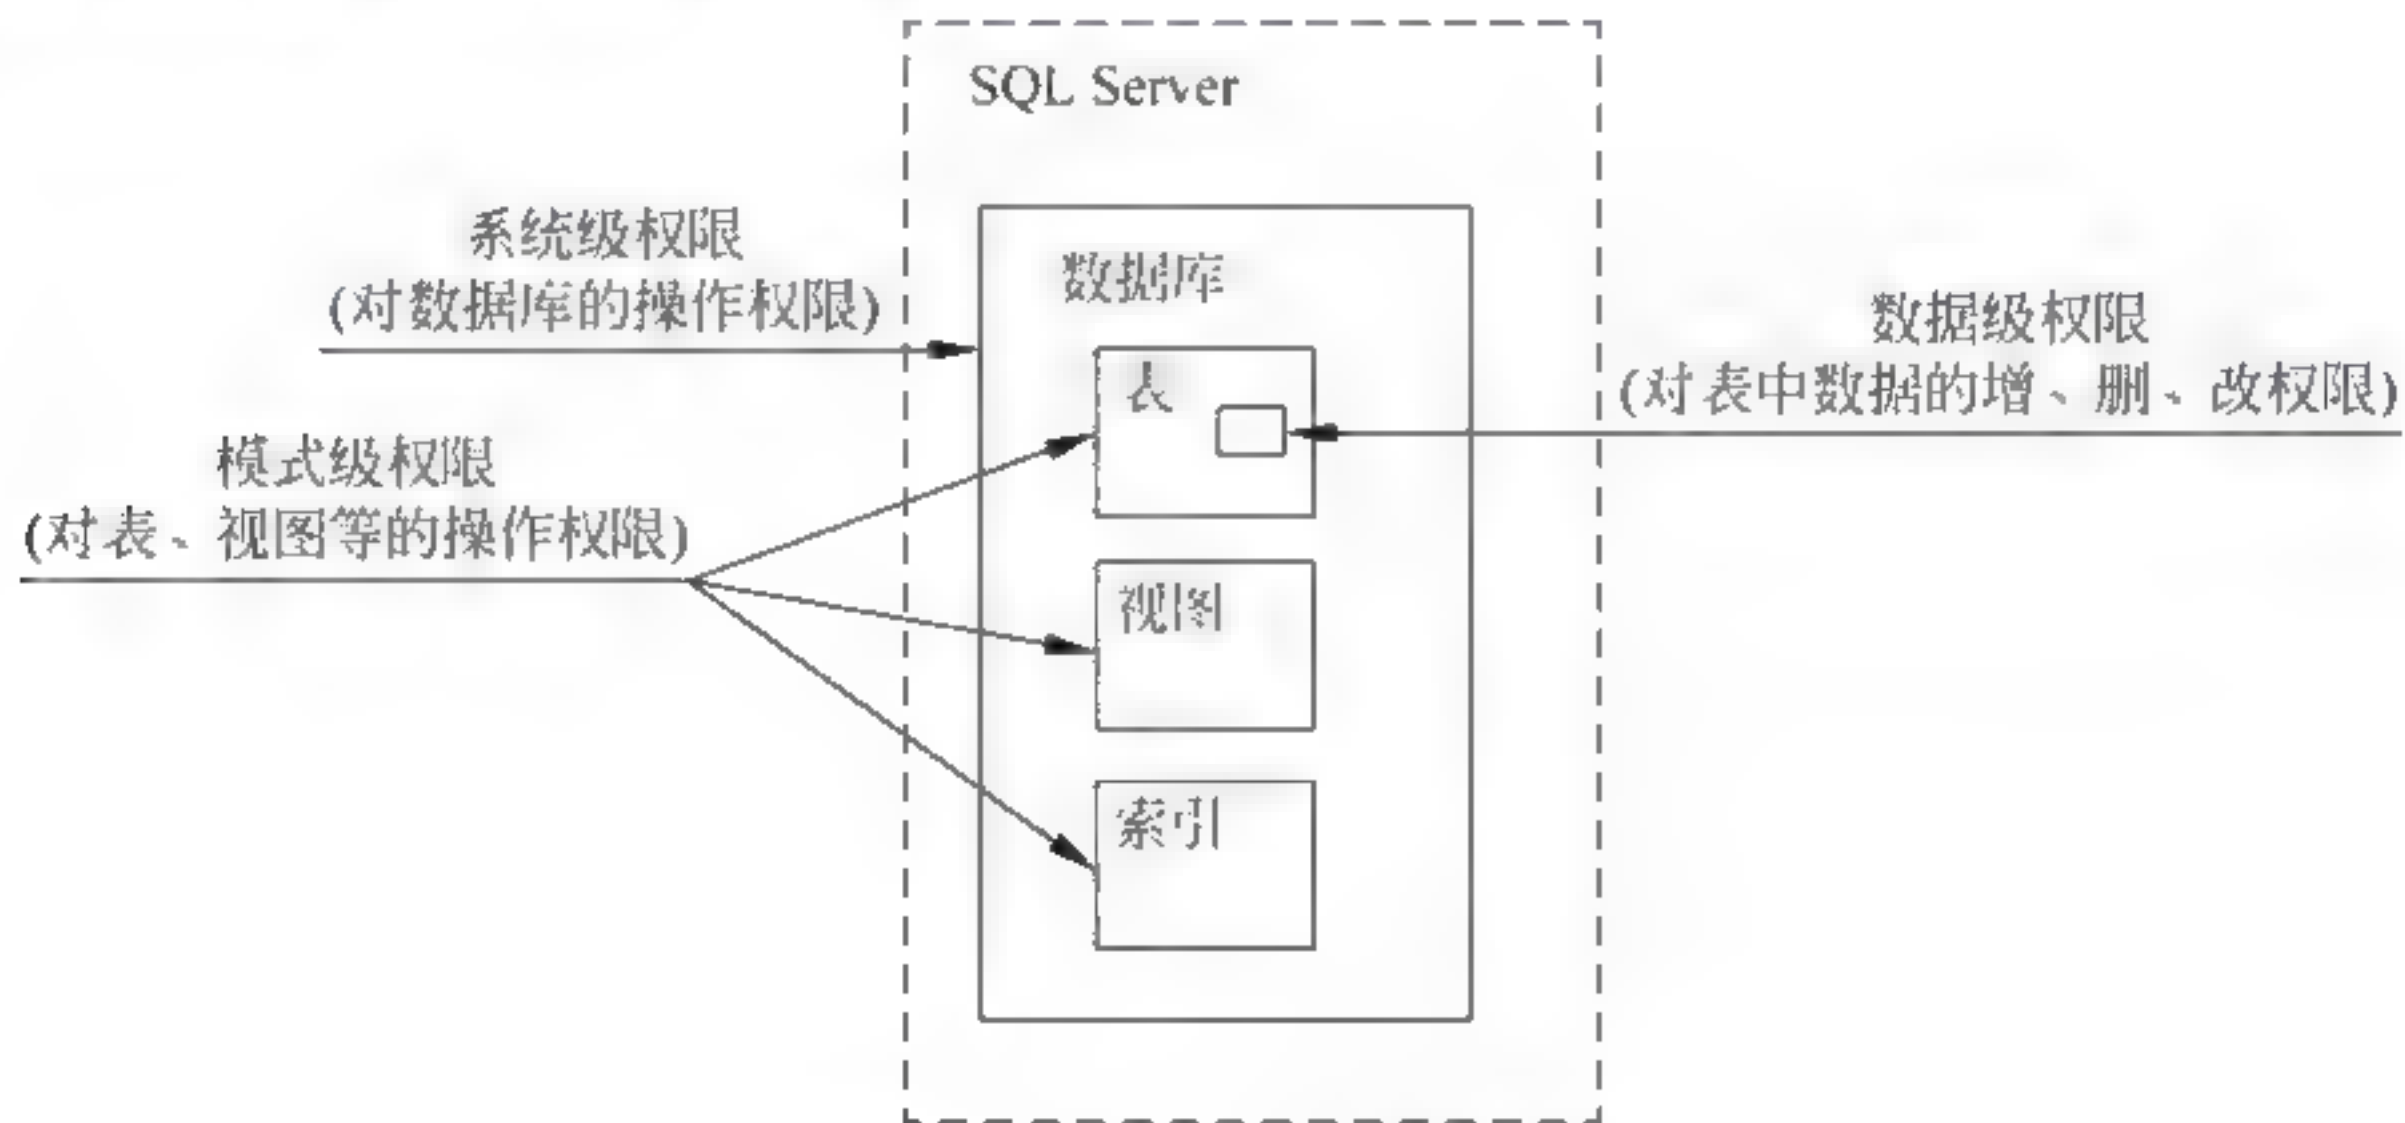 SQL Server
系统级权限
(对数据库的操作权限)
数据库
数据级权限
(对表中数据的增、删、改权限)
表
模式级权限
(对表、视图等的操作权限)
视图
索引